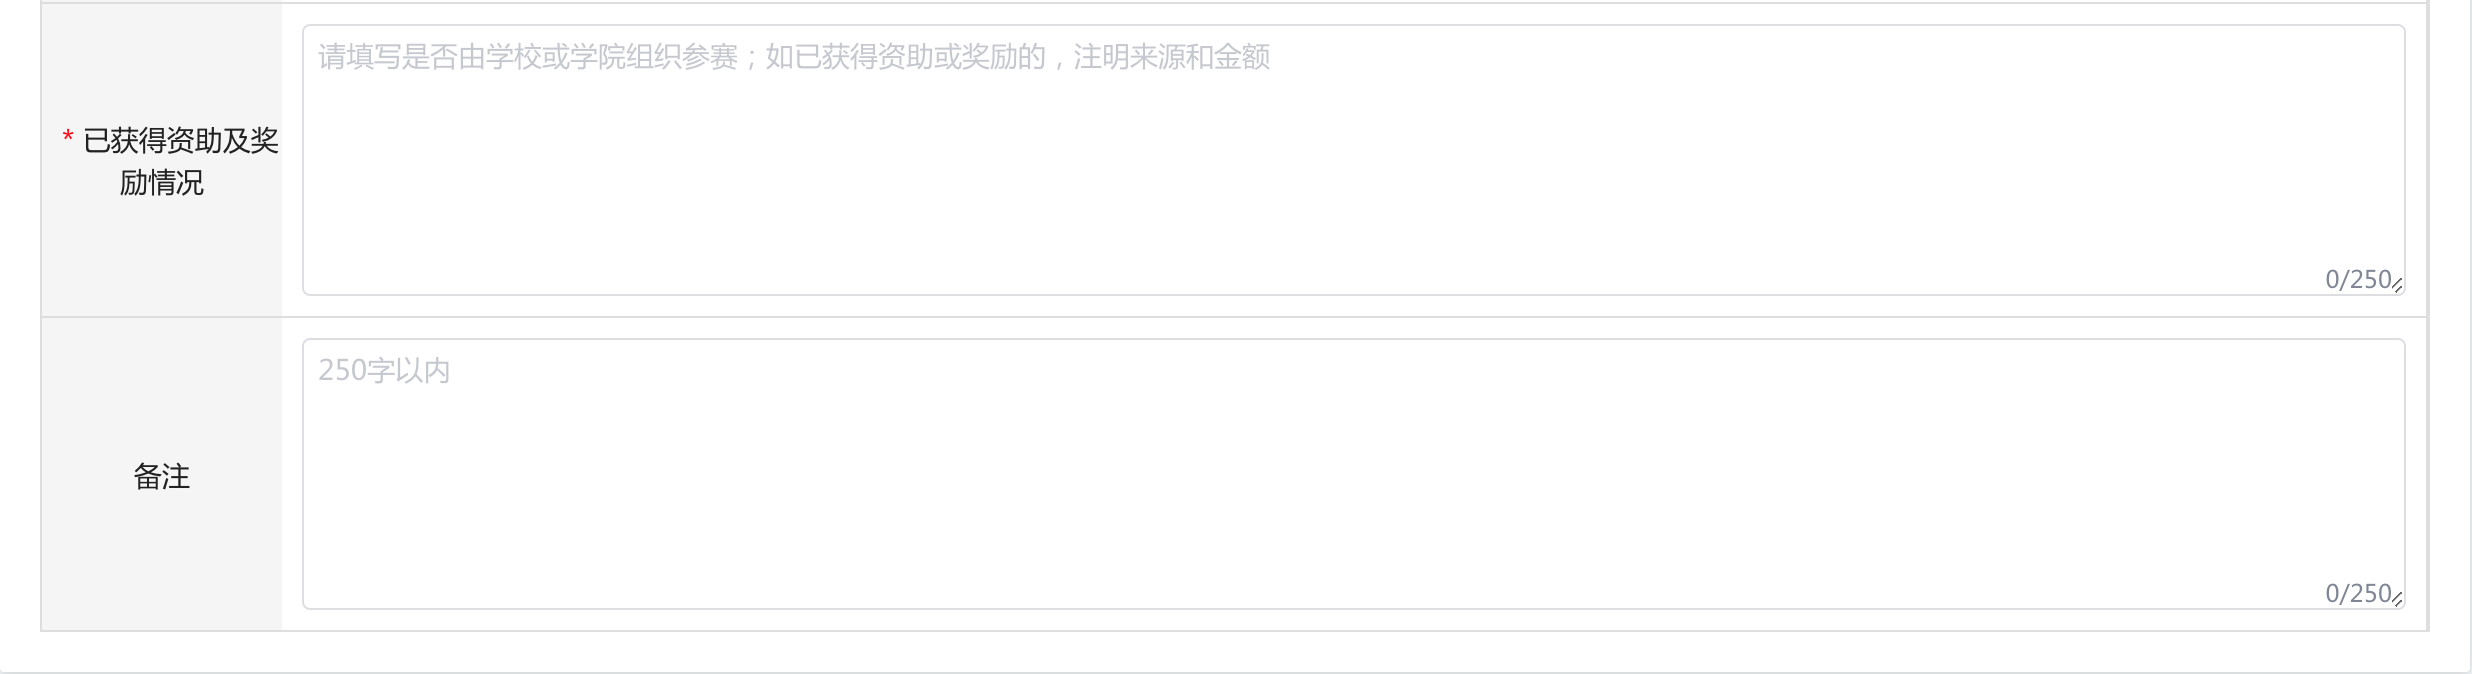 请填写是否由学校或学院组织参赛；如已获得资助或奖励的，注明来源和金额
* 已获得资助及奖
励情况
0/250
250字以内
备注
0/250